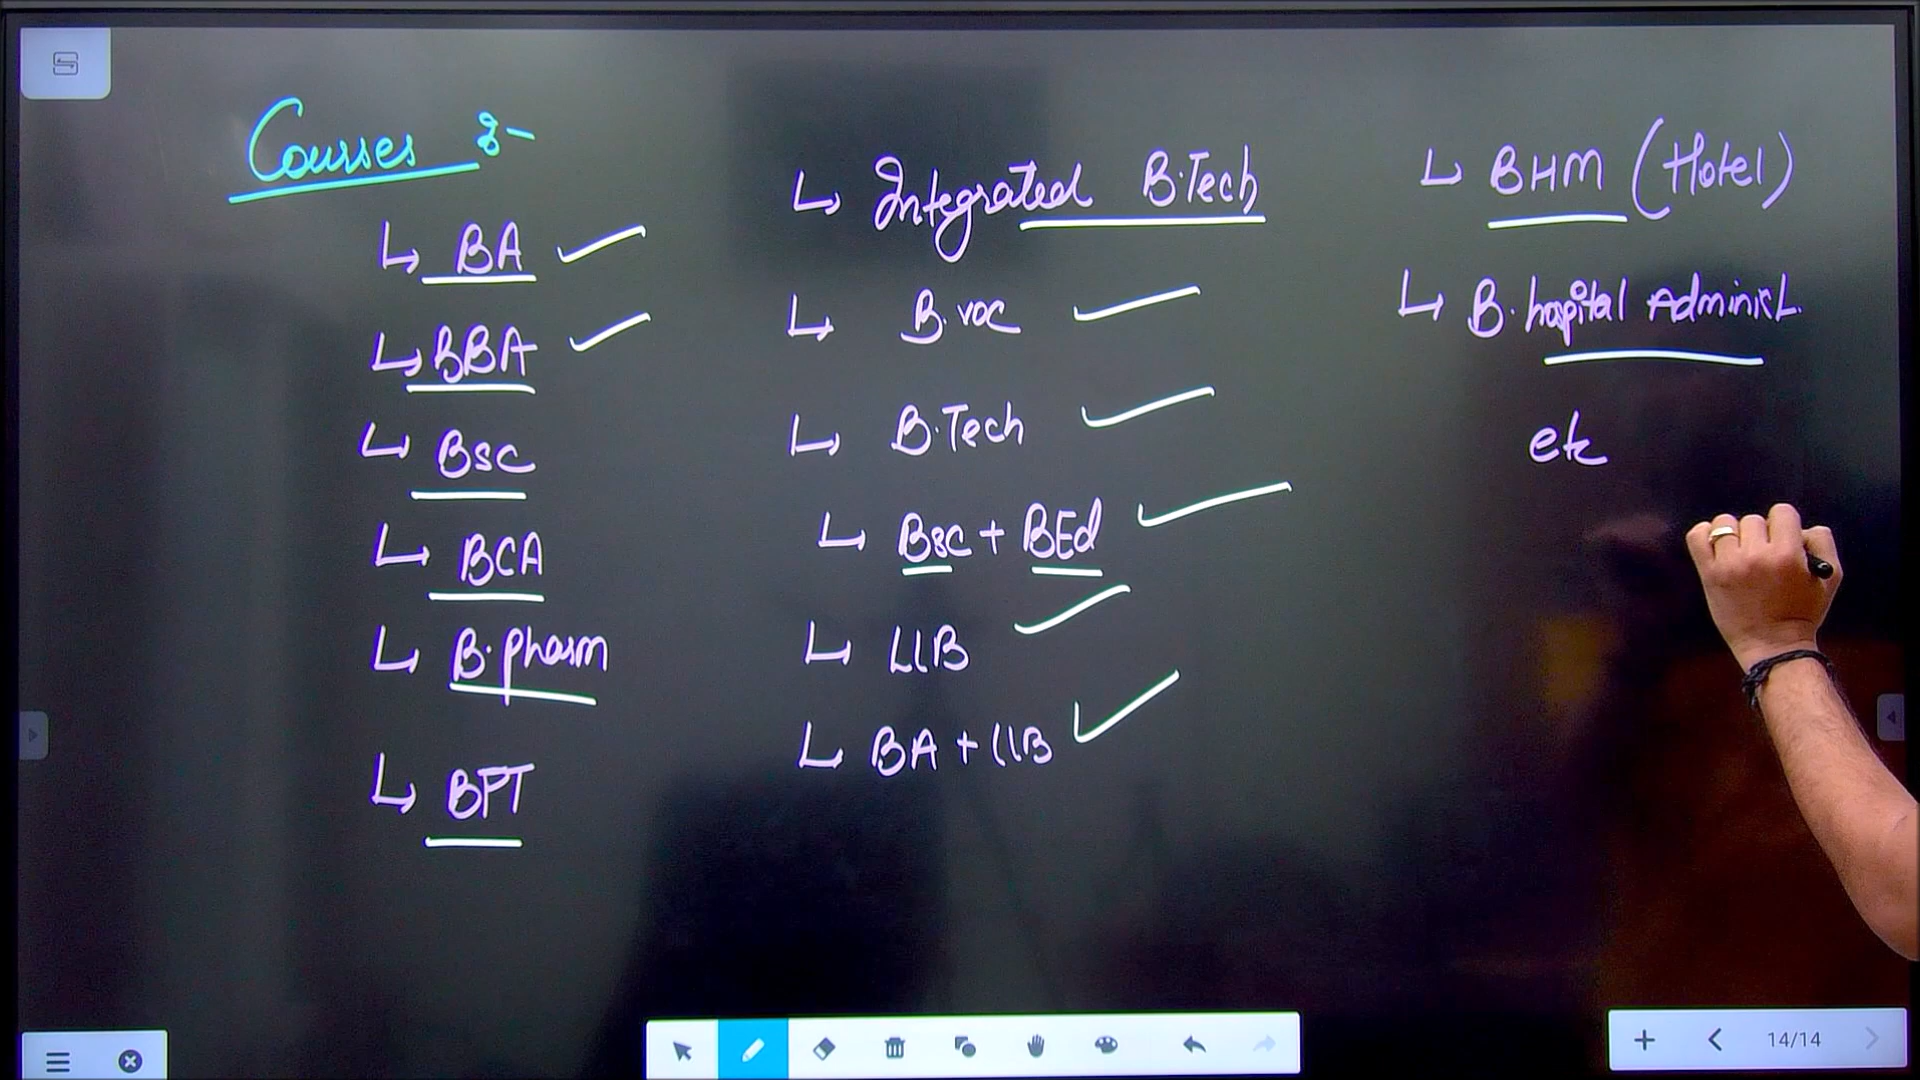 Courses :-
↳ BA ✓
↳ BBA ✓
↳ BSC
↳ BCA
↳ B.Pharm
↳ BPT
↳ Integrated B.Tech
↳ B.voc ✓
↳ B.Tech ✓
↳ BSC + BEd ✓
↳ LLB ✓
↳ BA + LLB ✓
↳ BHM (Hotel)
↳ B.hospital Administ.
etc
14/14